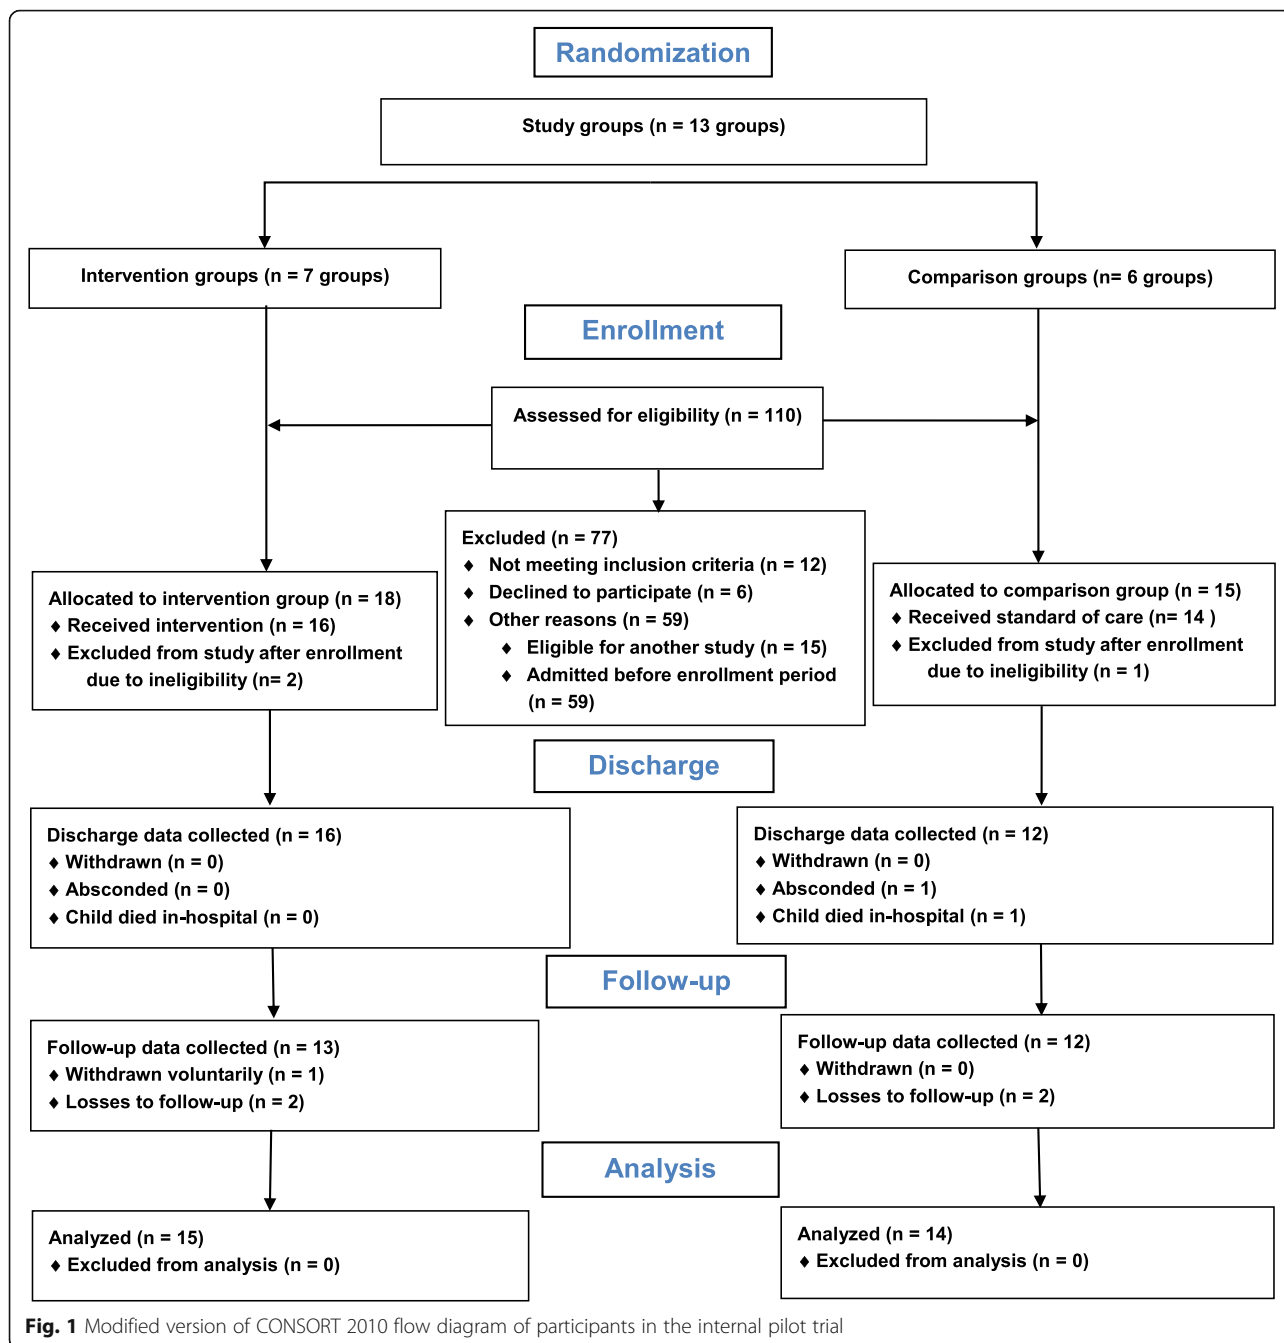 Randomization
Study groups (n = 13 groups)
Intervention groups (n = 7 groups)
Comparison groups (n= 6 groups)
Enrollment
Assessed for eligibility (n = 110)
Excluded (n = 77)
♦ Not meeting inclusion criteria (n = 12)
♦ Declined to participate (n = 6)
♦ Other reasons (n = 59)
♦ Eligible for another study (n = 15)
♦ Admitted before enrollment period
(n = 59)
Allocated to intervention group (n = 18)
♦ Received intervention (n = 16)
♦ Excluded from study after enrollment
due to ineligibility (n= 2)
Allocated to comparison group (n = 15)
♦ Received standard of care (n= 14 )
♦ Excluded from study after enrollment
due to ineligibility (n = 1)
Discharge
Discharge data collected (n = 16)
♦ Withdrawn (n = 0)
♦ Absconded (n = 0)
♦ Child died in-hospital (n = 0)
Discharge data collected (n = 12)
♦ Withdrawn (n = 0)
♦ Absconded (n = 1)
♦ Child died in-hospital (n = 1)
Follow-up
Follow-up data collected (n = 13)
♦ Withdrawn voluntarily (n = 1)
♦ Losses to follow-up (n = 2)
Follow-up data collected (n = 12)
♦ Withdrawn (n = 0)
♦ Losses to follow-up (n = 2)
Analysis
Analyzed (n = 15)
♦ Excluded from analysis (n = 0)
Analyzed (n = 14)
♦ Excluded from analysis (n = 0)
Fig. 1 Modified version of CONSORT 2010 flow diagram of participants in the internal pilot trial